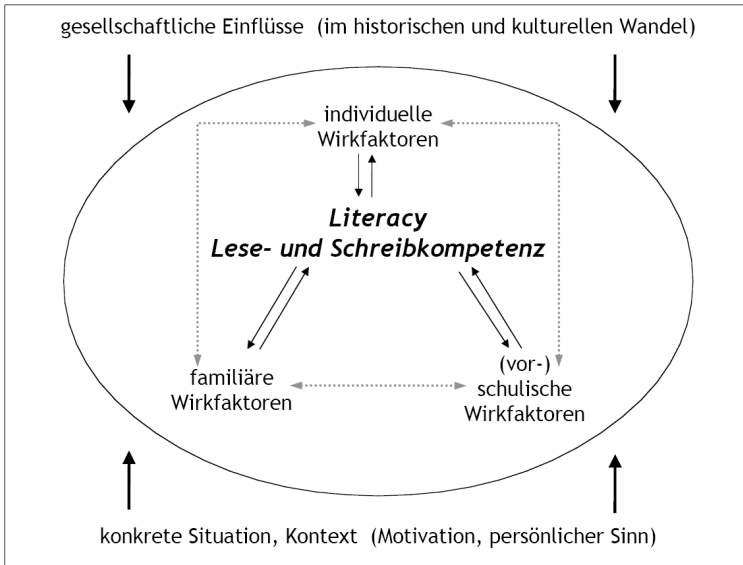 gesellschaftliche Einflüsse (im historischen und kulturellen Wandel)
individuelle
Wirkfaktoren
Literacy
Lese- und Schreibkompetenz
familiäre
Wirkfaktoren
(vor-)
schulische
Wirkfaktoren
konkrete Situation, Kontext (Motivation, persönlicher Sinn)